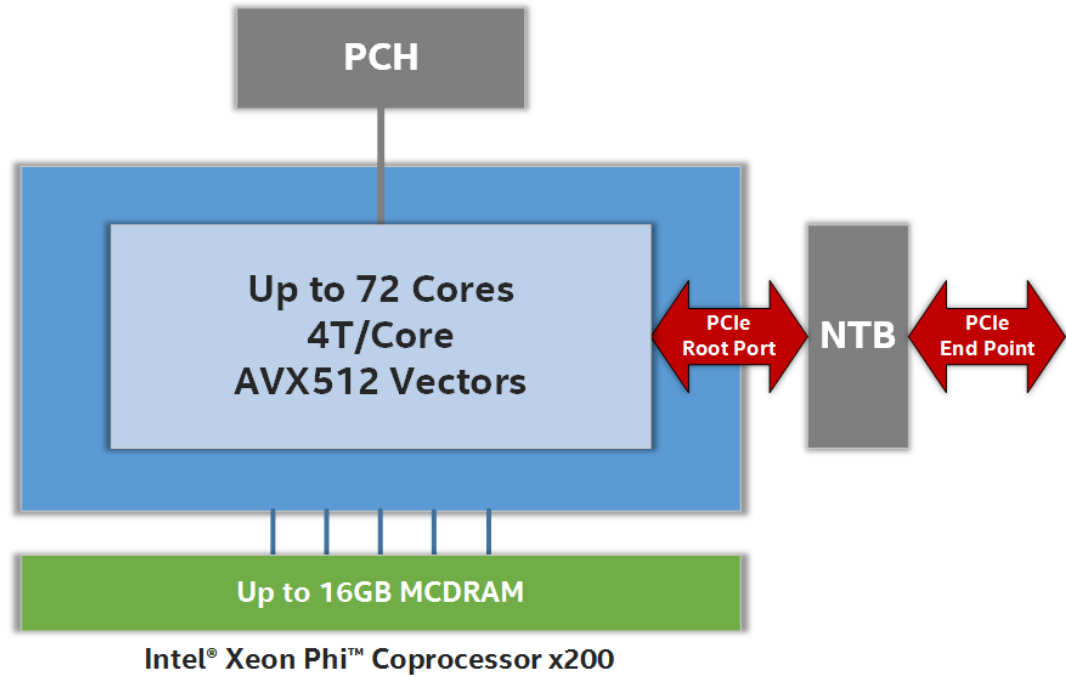 PCH
Up to 72 Cores
4T/Core
AVX512 Vectors
PCIe
Root Port
NTB
PCIe
End Point
Up to 16GB MCDRAM
Intel® Xeon Phi™ Coprocessor x200